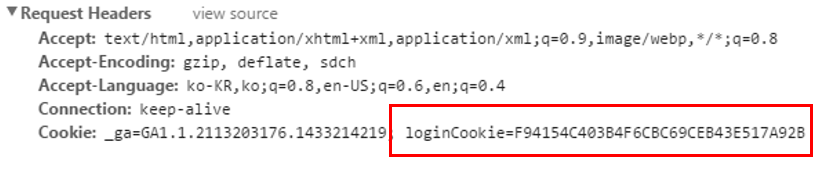 ▼Request Headers view source
Accept: text/html,application/xhtml+xml,application/xml;q=0.9,image/webp,*/*;q=0.8
Accept-Encoding: gzip, deflate, sdch
Accept-Language: ko-KR,ko;q=0.8,en-US;q=0.6,en;q=0.4
Connection: keep-alive
Cookie: _ga=GA1.1.2113203176.1433214219; loginCookie=F94154C403B4F6CBC69CEB43E517A92B